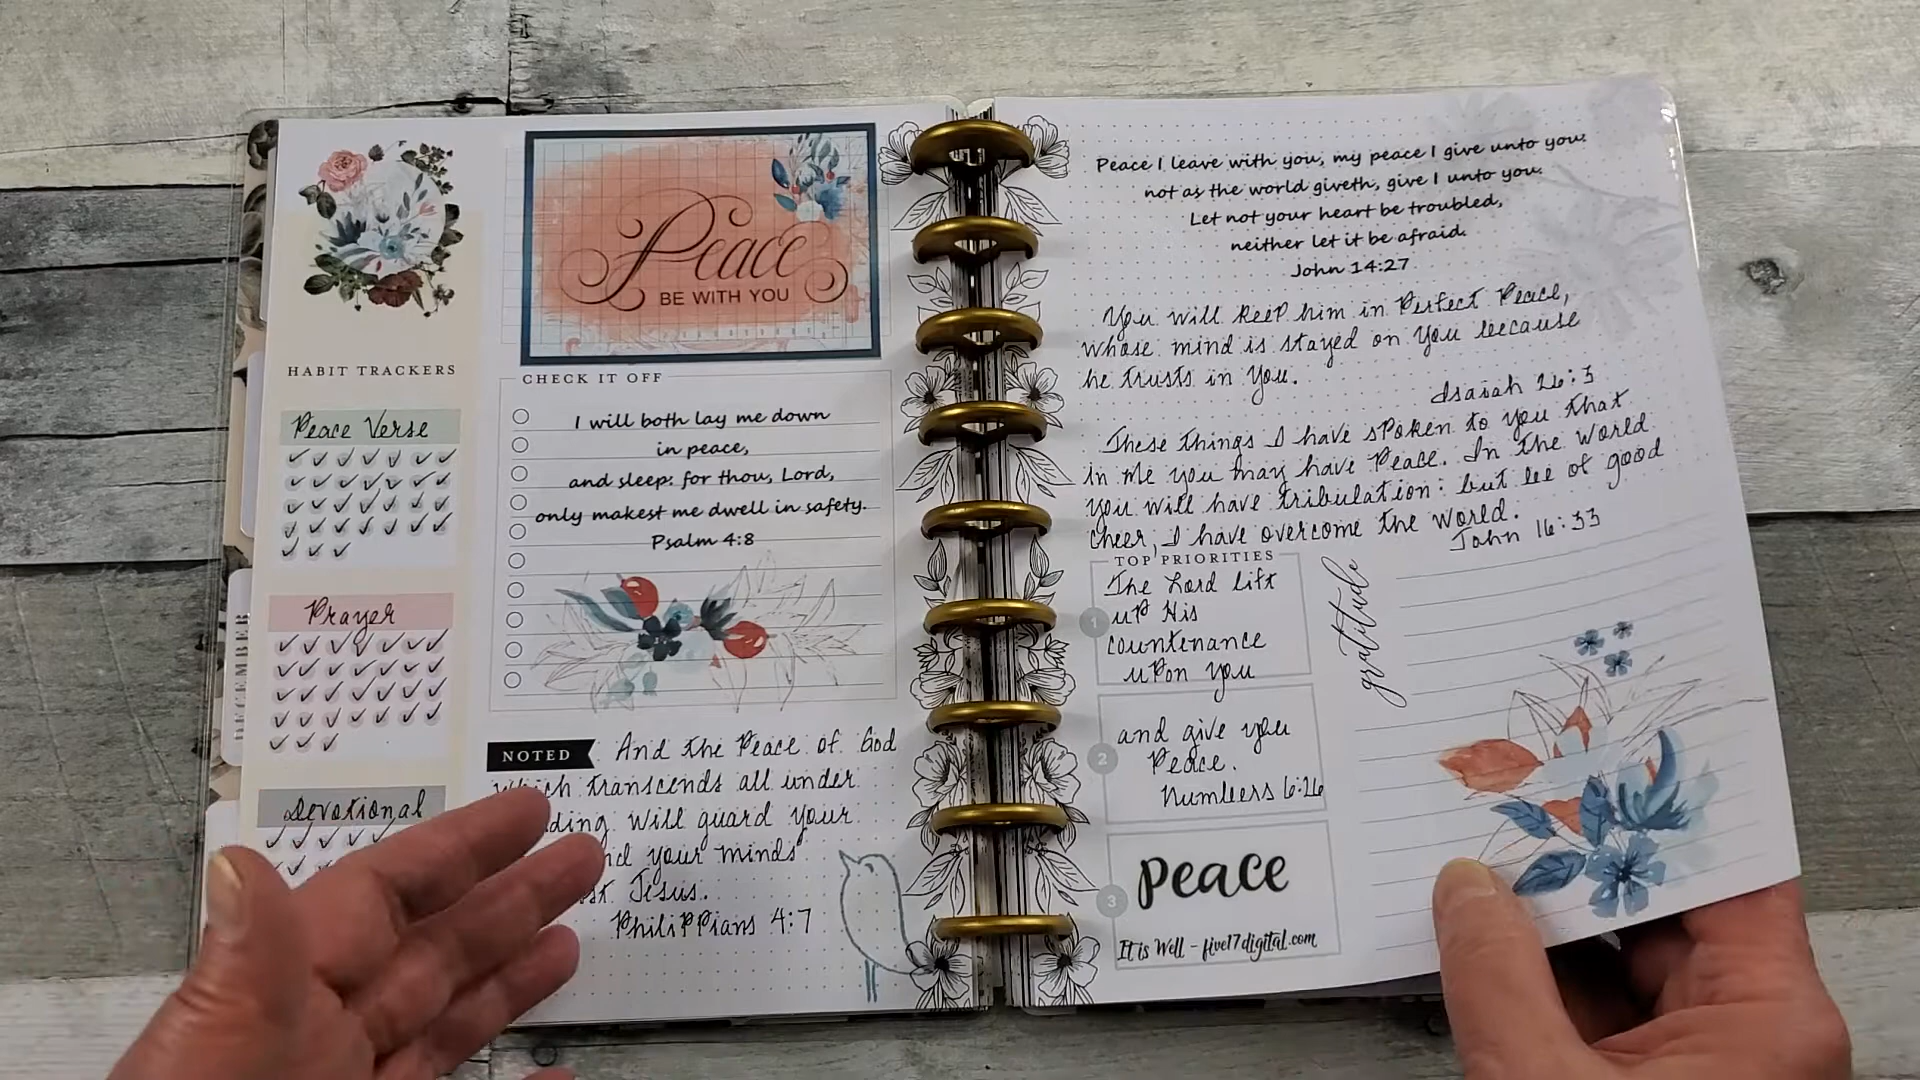 HABIT TRACKERS
Peace Verse
Prayer
Devotional
DECEMBER
Peace
BE WITH YOU
CHECK IT OFF
I will both lay me down
in peace,
and sleep: for thou, Lord,
only makest me dwell in safety.
Psalm 4:8
NOTED
And the Peace of God
which transcends all under
ding will guard your
your minds
Jesus.
Philippians 4:7
Peace I leave with you, my peace I give unto you:
not as the world giveth, give I unto you.
Let not your heart be troubled,
neither let it be afraid.
John 14:27
You will keep him in Perfect Peace,
whose mind is stayed on You because
he trusts in You.
Isaiah 26:3
These things I have spoken to you that
in me you may have Peace. In the World
you will have tribulation: but be of good
cheer; I have overcome the World.
John 16:33
TOP PRIORITIES
1
The Lord lift
up His
countenance
upon you
2
and give you
Peace.
Numbers 6:26
3
peace
It is Well - five17digital.com
gratitude